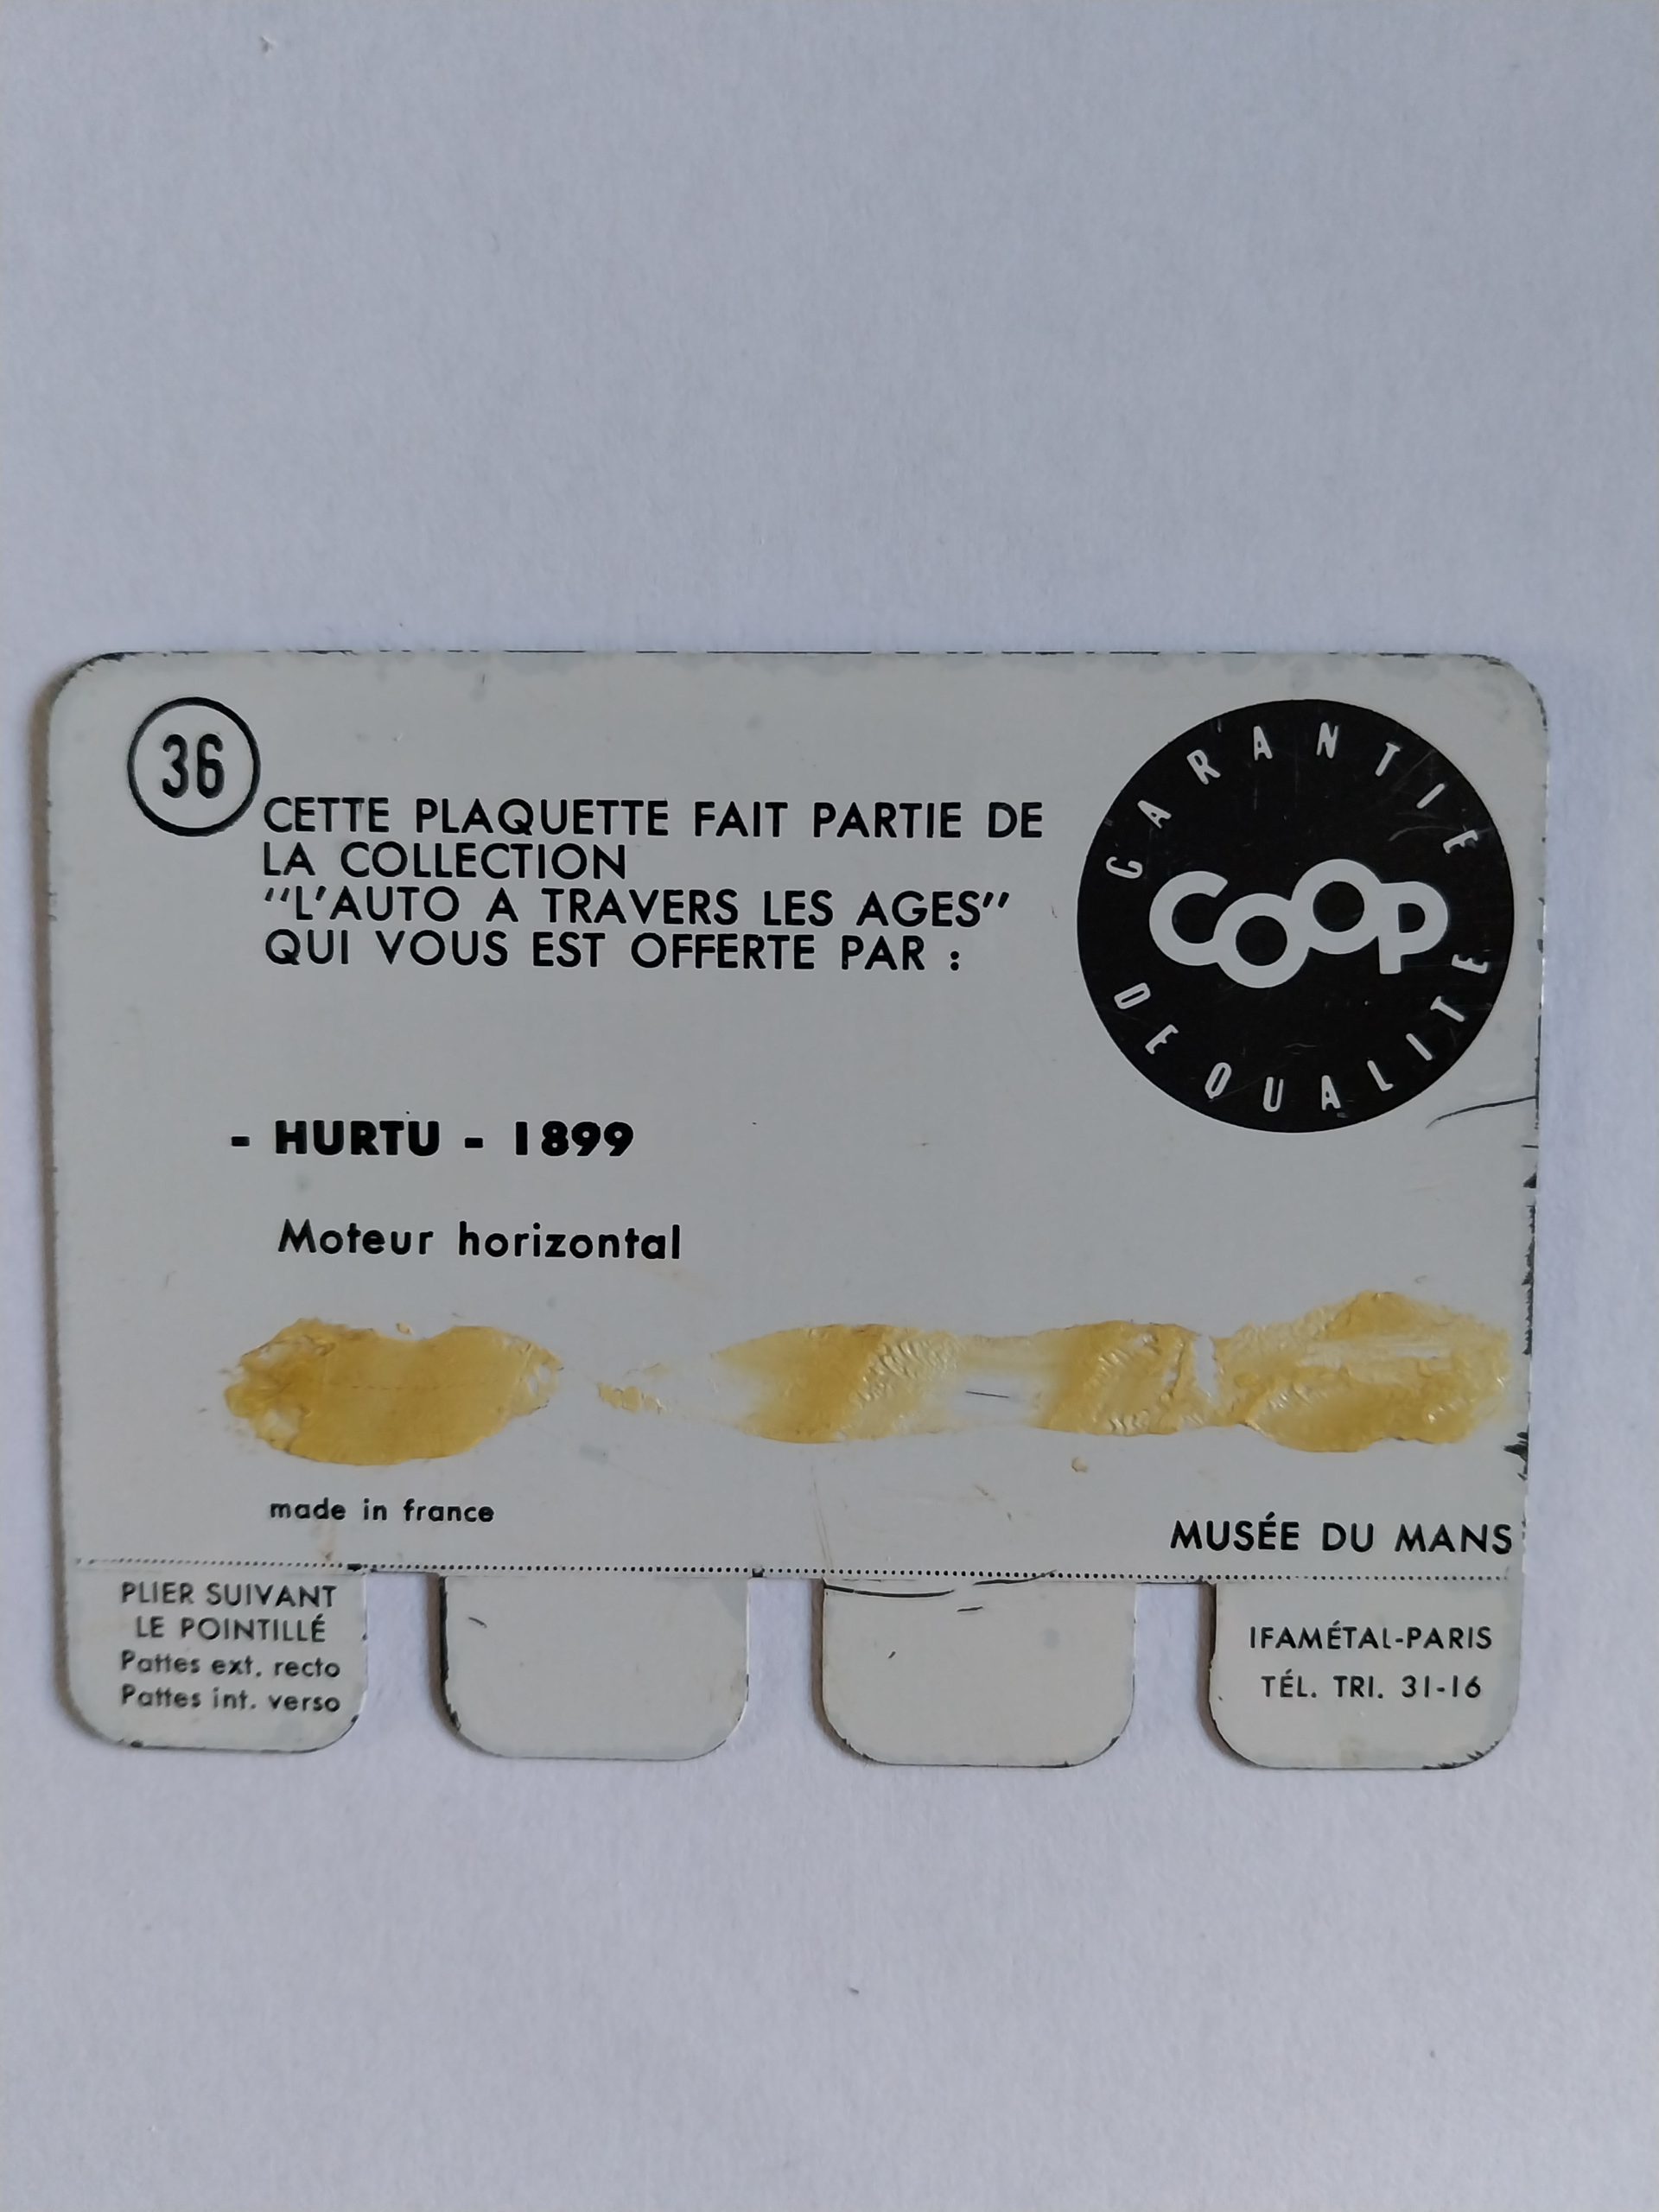 36
CETTE PLAQUETTE FAIT PARTIE DE
LA COLLECTION
"L'AUTO A TRAVERS LES AGES"
QUI VOUS EST OFFERTE PAR :
GARANTIE
COOP
DE QUALITE
- HURTU - 1899
Moteur horizontal
made in france
MUSÉE DU MANS
PLIER SUIVANT
LE POINTILLÉ
Pattes ext. recto
Pattes int. verso
IFAMÉTAL-PARIS
TÉL. TRI. 31-16